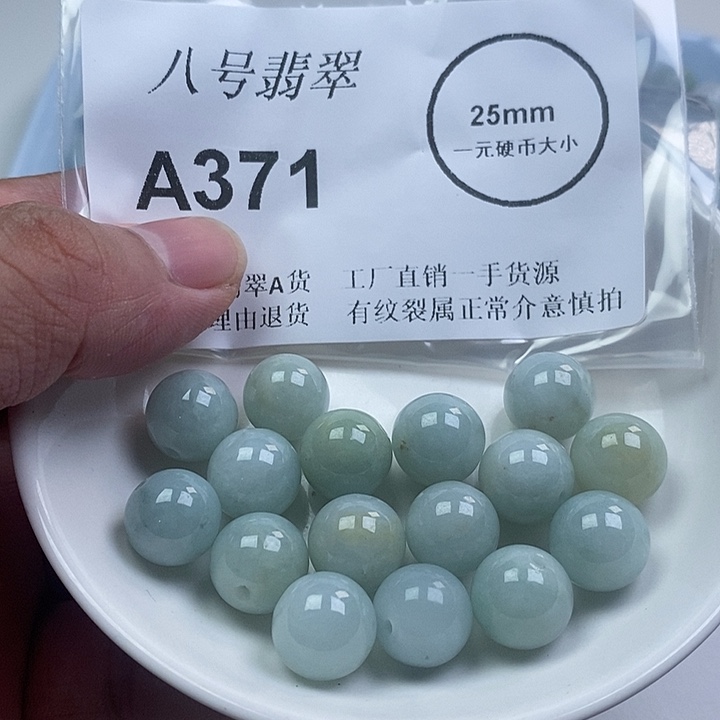 八号翡翠
A371
25mm
一元硬币大小
翠A货 工厂直销一手货源
理由退货 有纹裂属正常介意慎拍